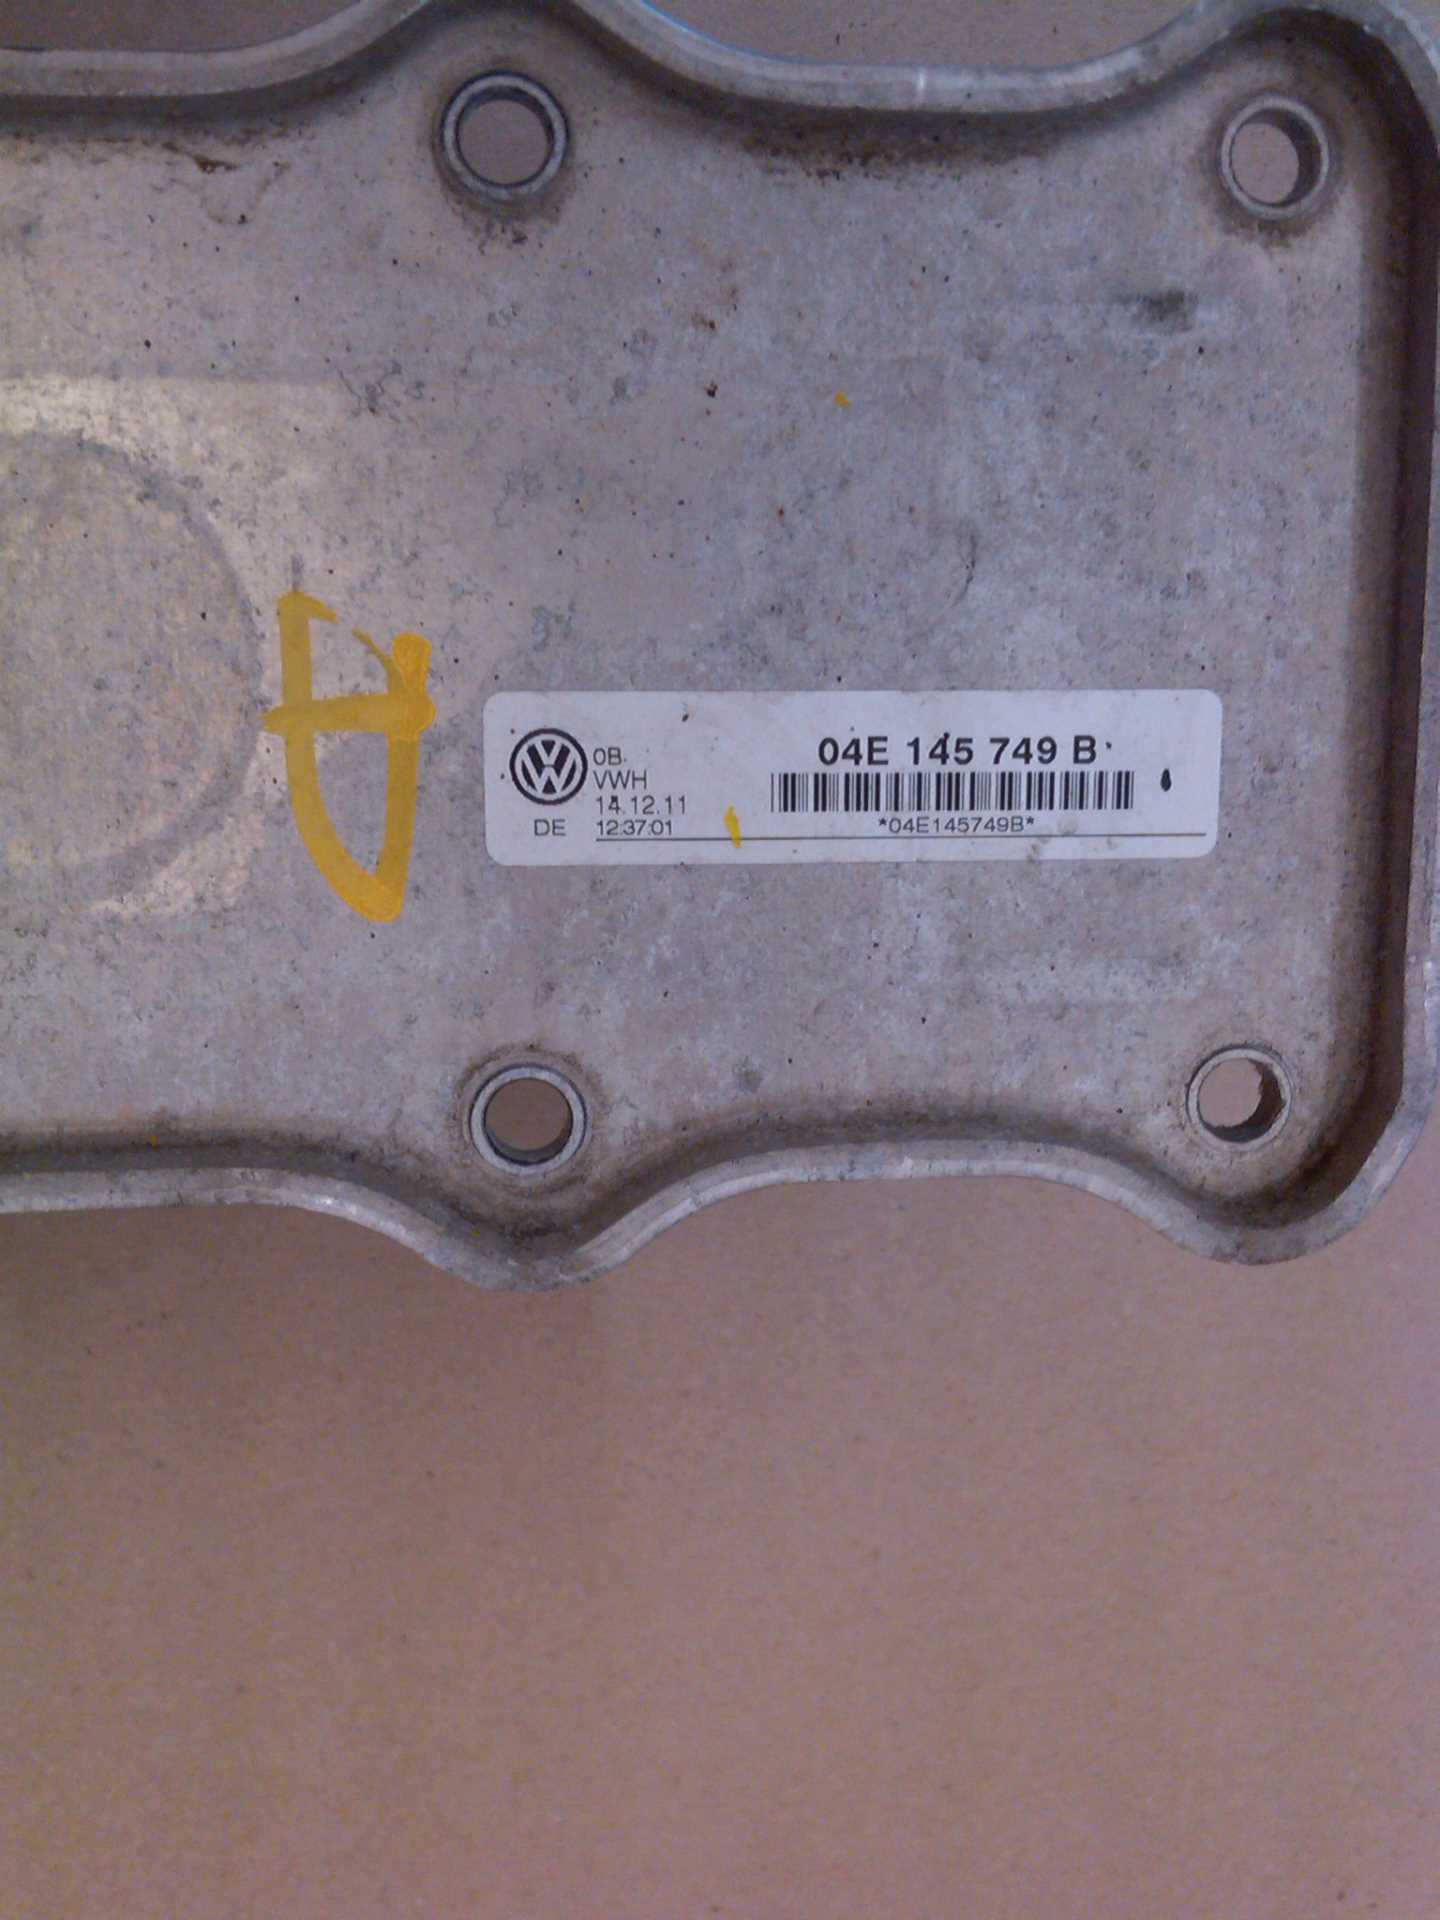 0B
VWH
14.12.11
DE 12:37:01
04E 145 749 B
*04E145749B*